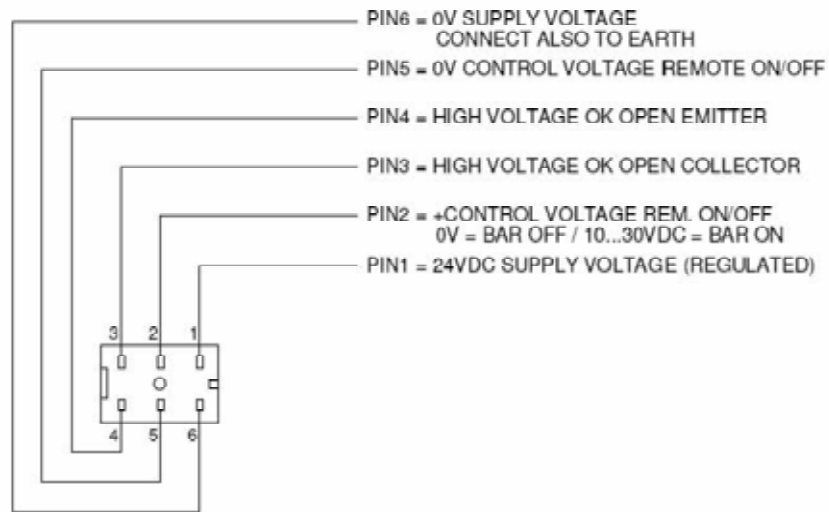 PIN6 = 0V SUPPLY VOLTAGE
CONNECT ALSO TO EARTH
PIN5 = 0V CONTROL VOLTAGE REMOTE ON/OFF
PIN4 = HIGH VOLTAGE OK OPEN EMITTER
PIN3 = HIGH VOLTAGE OK OPEN COLLECTOR
PIN2 = +CONTROL VOLTAGE REM. ON/OFF
0V = BAR OFF / 10...30VDC = BAR ON
PIN1 = 24VDC SUPPLY VOLTAGE (REGULATED)
3 2 1
4 5 6